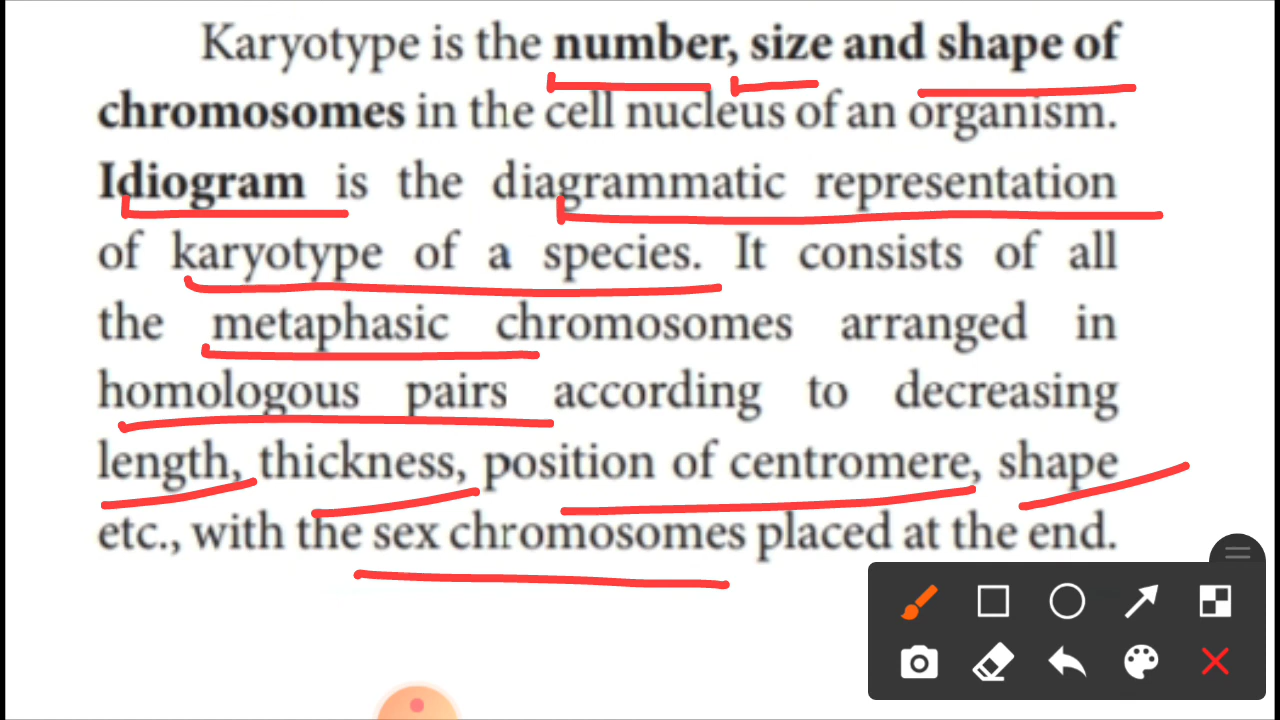 Karyotype is the number, size and shape of
chromosomes in the cell nucleus of an organism.
Idiogram is the diagrammatic representation
of karyotype of a species. It consists of all
the metaphasic chromosomes arranged in
homologous pairs according to decreasing
length, thickness, position of centromere, shape
etc., with the sex chromosomes placed at the end.